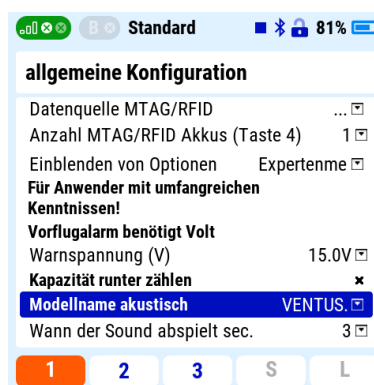 B Standard 81%
allgemeine Konfiguration
Datenquelle MTAG/RFID ...
Anzahl MTAG/RFID Akkus (Taste 4) 1
Einblenden von Optionen Expertenme
Für Anwender mit umfangreichen
Kenntnissen!
Vorflugalarm benötigt Volt
Warnspannung (V) 15.0V
Kapazität runter zählen ×
Modellname akustisch VENTUS.
Wann der Sound abspielt sec. 3
1 2 3 S L